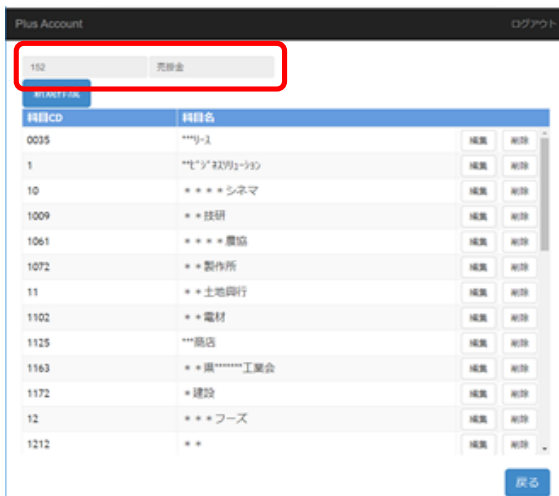 Plus Account ログアウト
152 売掛金
新規作成
科目CD 科目名
0035 ***リース 編集 削除
1 **ビジネスソリューション 編集 削除
10 ****シネマ 編集 削除
1009 **技研 編集 削除
1061 ****農協 編集 削除
1072 **製作所 編集 削除
11 **土地興行 編集 削除
1102 **電材 編集 削除
1125 ***商店 編集 削除
1163 **県*******工業会 編集 削除
1172 *建設 編集 削除
12 ***フーズ 編集 削除
1212 ** 編集 削除
戻る